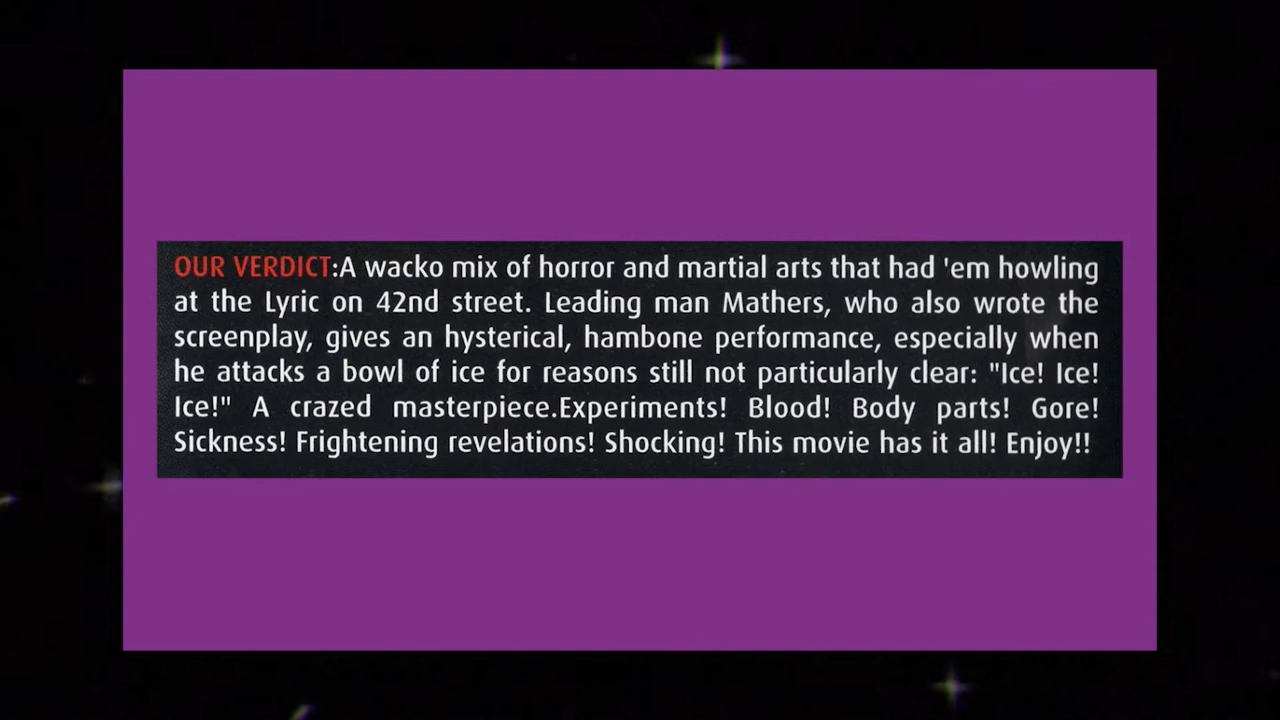 OUR VERDICT:A wacko mix of horror and martial arts that had 'em howling
at the Lyric on 42nd street. Leading man Mathers, who also wrote the
screenplay, gives an hysterical, hambone performance, especially when
he attacks a bowl of ice for reasons still not particularly clear: "Ice! Ice!
Ice!" A crazed masterpiece.Experiments! Blood! Body parts! Gore!
Sickness! Frightening revelations! Shocking! This movie has it all! Enjoy!!